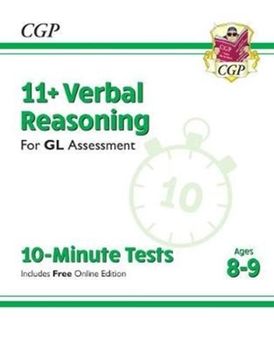 CGP
CGP
11+ Verbal
Reasoning
For GL Assessment
10
10-Minute Tests
Includes Free Online Edition
Ages
8-9